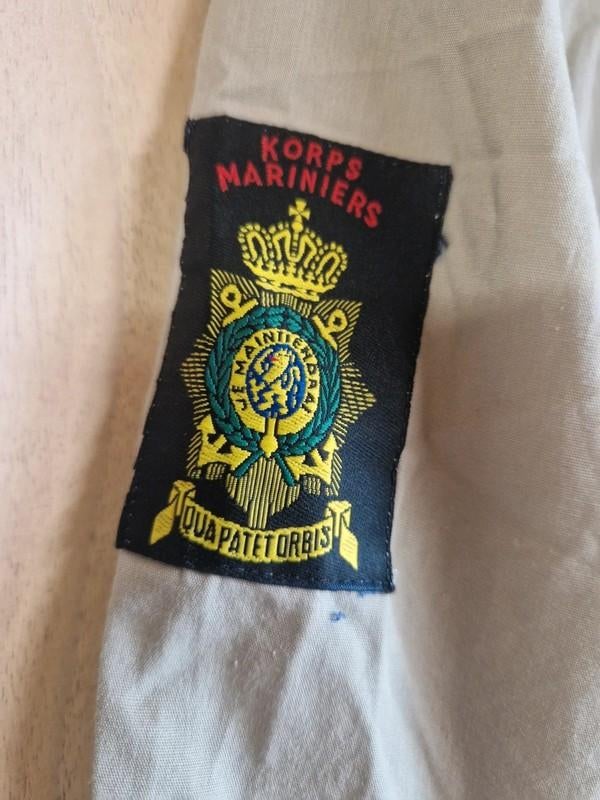 KORPS
MARINIERS
JE MAINTIENDRAI
QUA PATET ORBIS